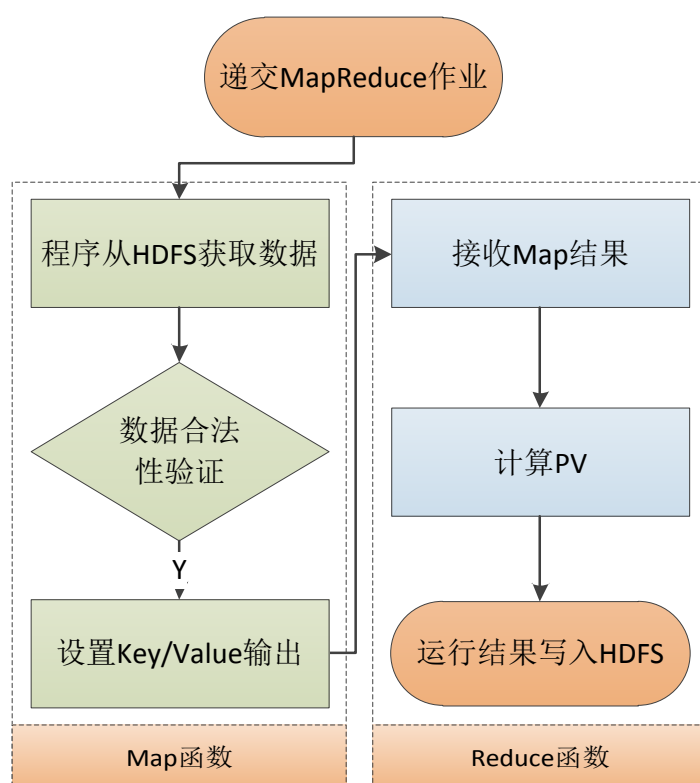 递交MapReduce作业
程序从HDFS获取数据
数据合法
性验证
Y
设置Key/Value输出
Map函数
接收Map结果
计算PV
运行结果写入HDFS
Reduce函数